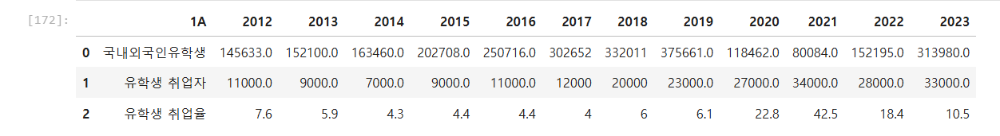 [172]: 1A 2012 2013 2014 2015 2016 2017 2018 2019 2020 2021 2022 2023
0 국내외국인유학생 145633.0 152100.0 163460.0 202708.0 250716.0 302652 332011 375661.0 118462.0 80084.0 152195.0 313980.0
1 유학생 취업자 11000.0 9000.0 7000.0 9000.0 11000.0 12000 20000 23000.0 27000.0 34000.0 28000.0 33000.0
2 유학생 취업율 7.6 5.9 4.3 4.4 4.4 4 6 6.1 22.8 42.5 18.4 10.5